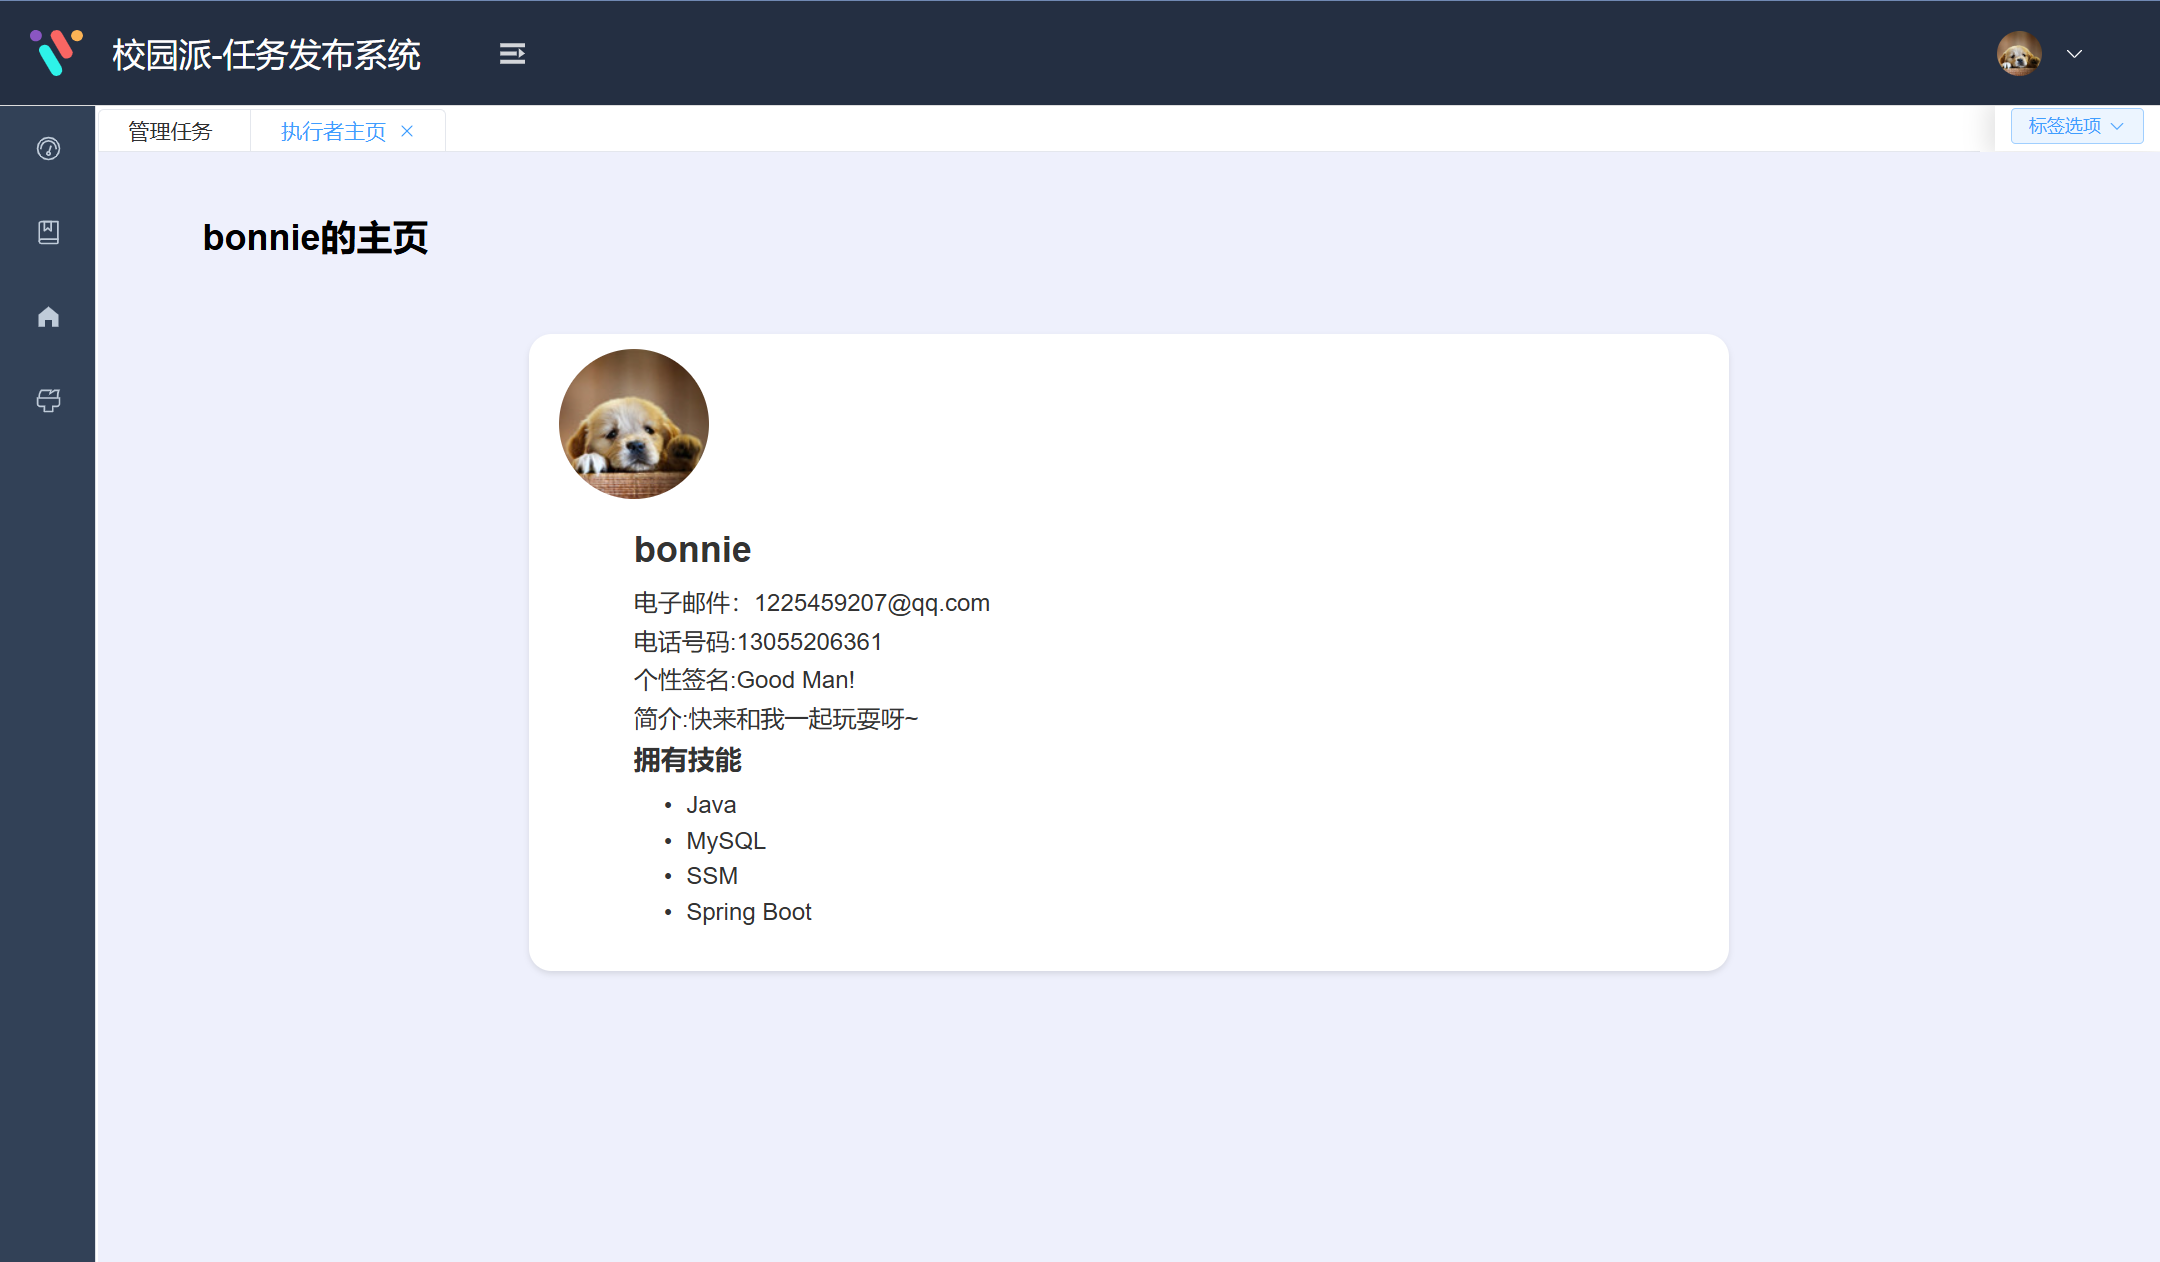 校园派-任务发布系统
管理任务
执行者主页
标签选项
bonnie的主页
bonnie
电子邮件：1225459207@qq.com
电话号码:13055206361
个性签名:Good Man!
简介:快来和我一起玩耍呀~
拥有技能
• Java
• MySQL
• SSM
• Spring Boot